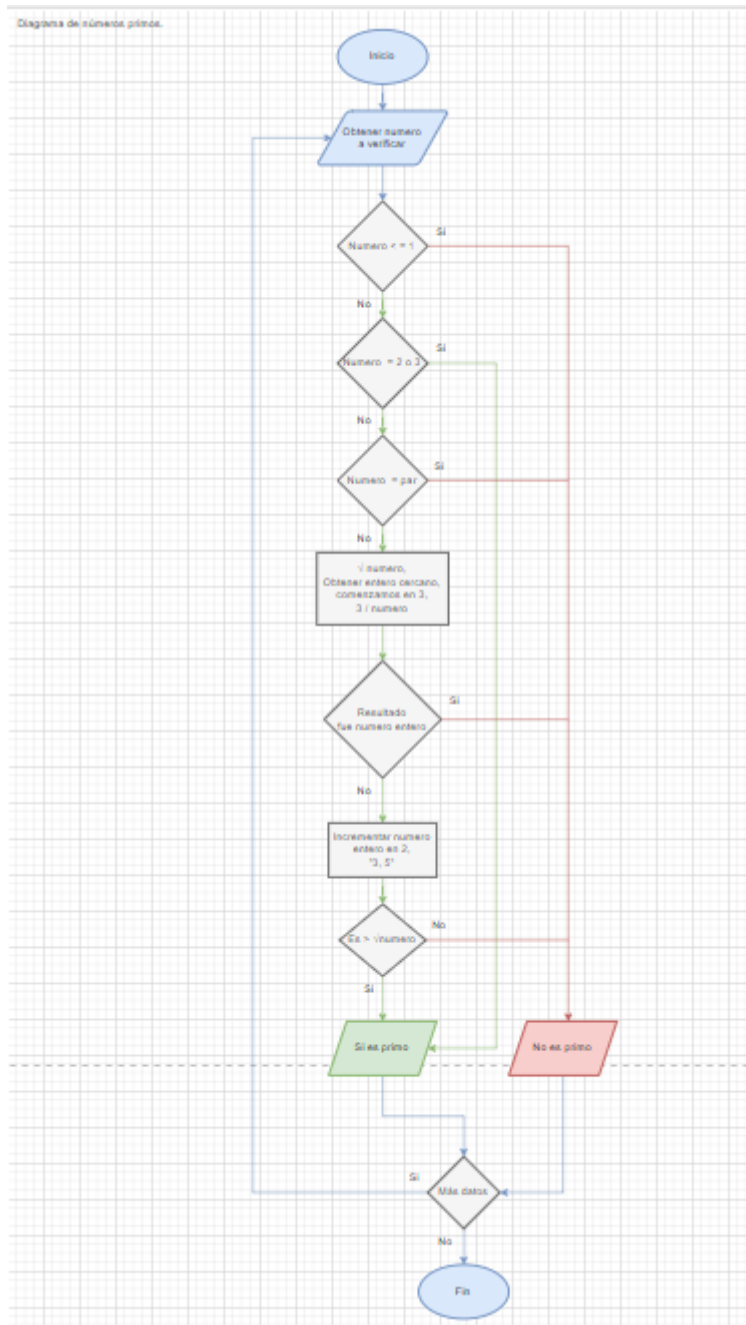 Diagrama de números primos.
Inicio
Obtener numero
a verificar
Si
Numero < = 1
No
Si
Numero = 2 o 3
No
Si
Numero = par
No
√ numero,
Obtener entero cercano,
comenzamos en 3,
3 / numero
Si
Resultado
fue numero entero
No
Incrementar numero
entero en 2,
"3, 5"
No
Es > √numero
Si
Si es primo
No es primo
Si
Más datos
No
Fin